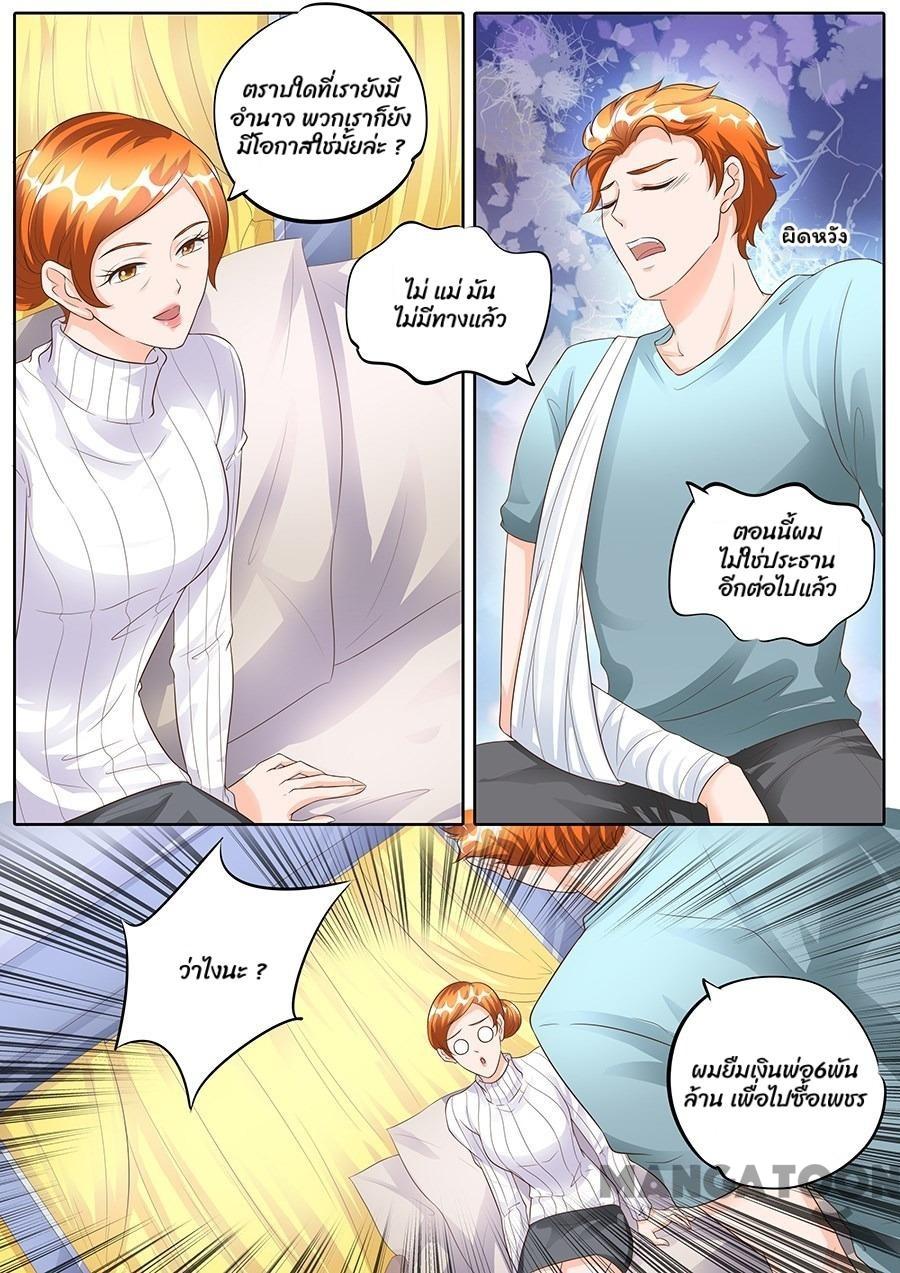 ตราบใดที่เรายังมี
อำนาจ พวกเราก็ยัง
มีโอกาสใช่มั้ยล่ะ ?
ไม่ แม่ มัน
ไม่มีทางแล้ว
ผิดหวัง
ตอนนี้ผม
ไม่ใช่ประธาน
อีกต่อไปแล้ว
ว่าไงนะ ?
ผมยืมเงินพ่อ6พัน
ล้าน เพื่อไปซื้อเพชร
MANGATOON